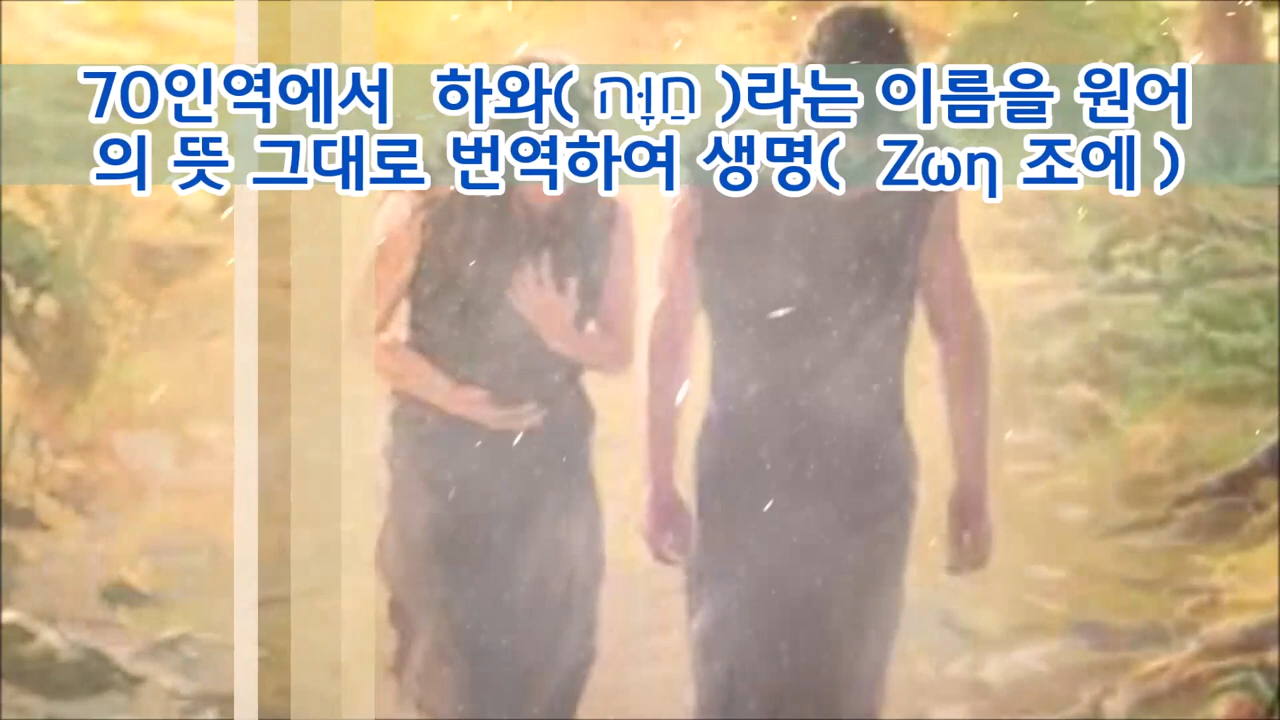 70인역에서 하와( חַוָּה )라는 이름을 원어
의 뜻 그대로 번역하여 생명( Ζωη 조에 )